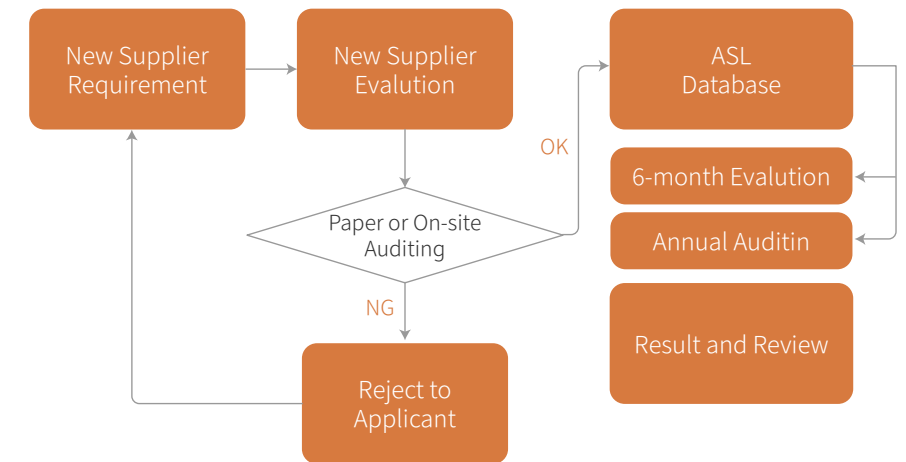 New Supplier
Requirement
New Supplier
Evalution
Paper or On-site
Auditing
OK
NG
Reject to
Applicant
ASL
Database
6-month Evalution
Annual Auditin
Result and Review